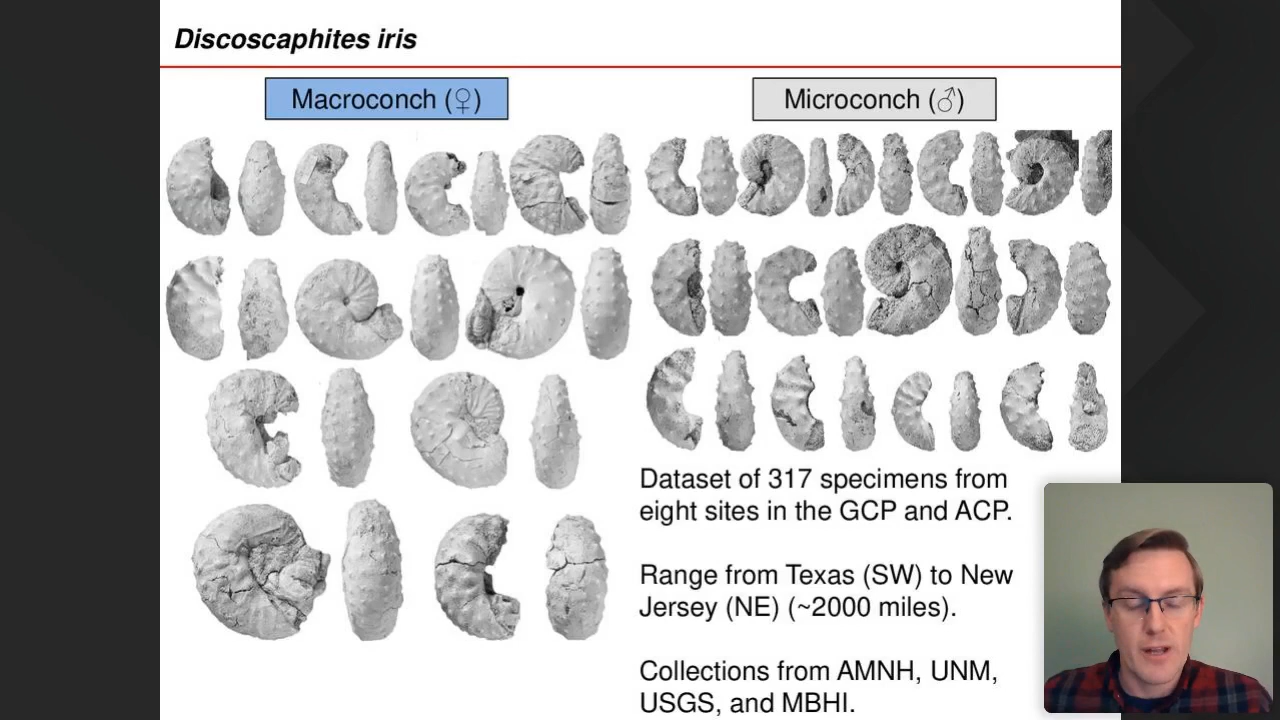 Discoscaphites iris
Macroconch (♀)
Microconch (♂)
Dataset of 317 specimens from
eight sites in the GCP and ACP.
Range from Texas (SW) to New
Jersey (NE) (~2000 miles).
Collections from AMNH, UNM,
USGS, and MBHI.